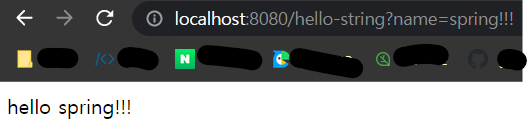 localhost:8080/hello-string?name=spring!!!
N
hello spring!!!